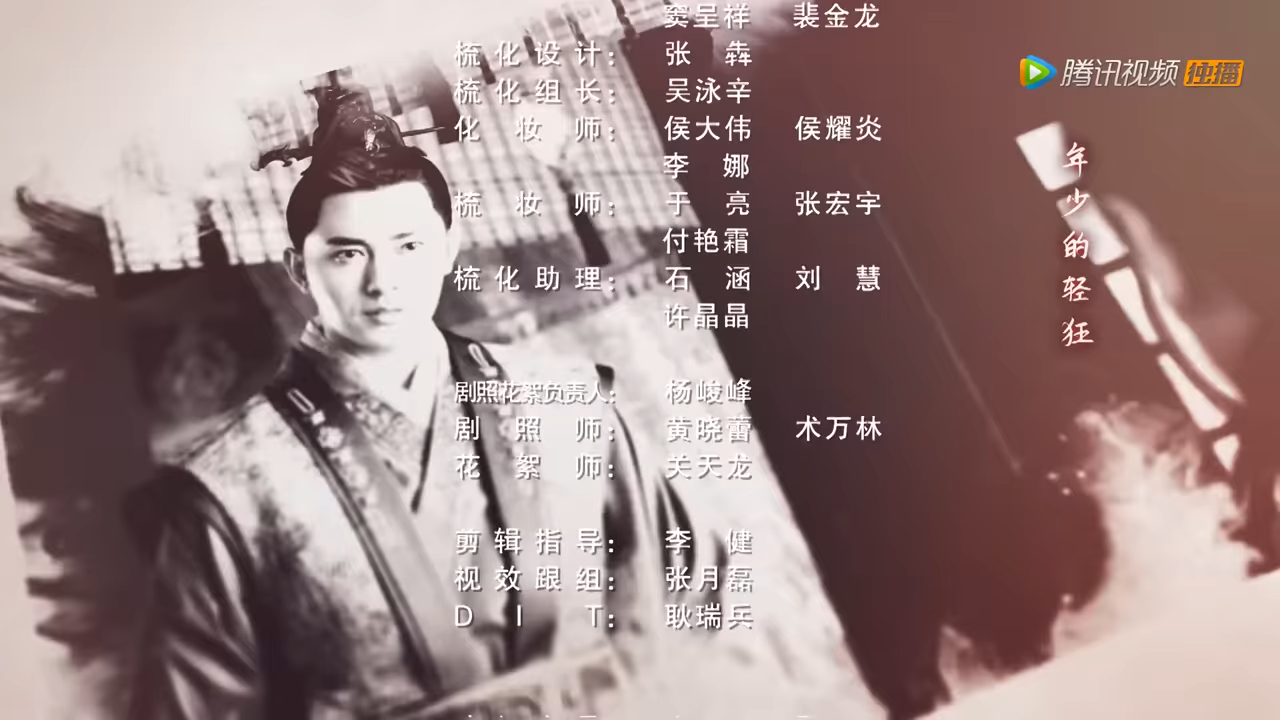 窦呈祥 裴金龙
梳化设计: 张犇
梳化组长: 吴泳辛
化妆师: 侯大伟 侯耀炎
李娜
梳妆师: 于亮 张宏宇
付艳霜
梳化助理: 石涵 刘慧
许晶晶
剧照花絮负责人: 杨峻峰
剧照师: 黄晓蕾 术万林
花絮师: 关天龙
剪辑指导: 李健
视效跟组: 张月磊
DIT: 耿瑞兵
腾讯视频 独播
年少的轻狂